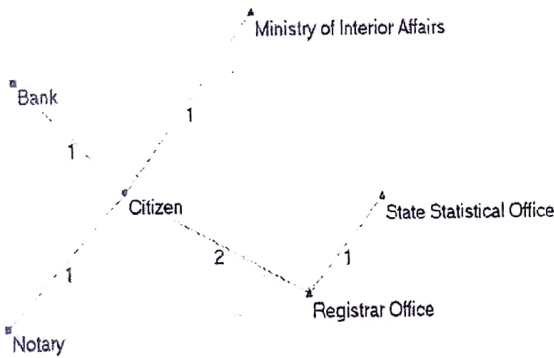 Ministry of Interior Affairs
Bank
1
1
Citizen
State Statistical Office
2
1
1
Registrar Office
Notary